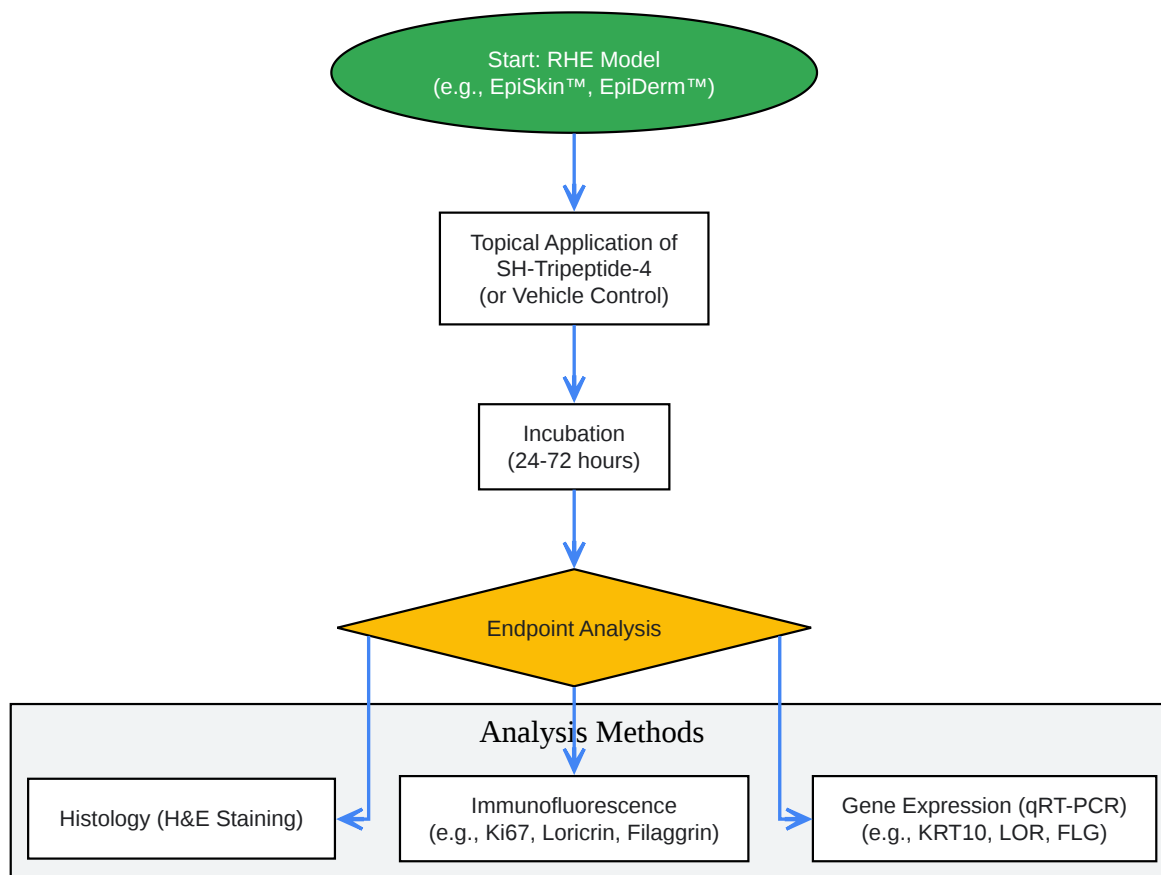 Start: RHE Model
(e.g., EpiSkin™, EpiDerm™)
Topical Application of
SH-Tripeptide-4
(or Vehicle Control)
Incubation
(24-72 hours)
Endpoint Analysis
Analysis Methods
Histology (H&E Staining)
Immunofluorescence
(e.g., Ki67, Loricrin, Filaggrin)
Gene Expression (qRT-PCR)
(e.g., KRT10, LOR, FLG)